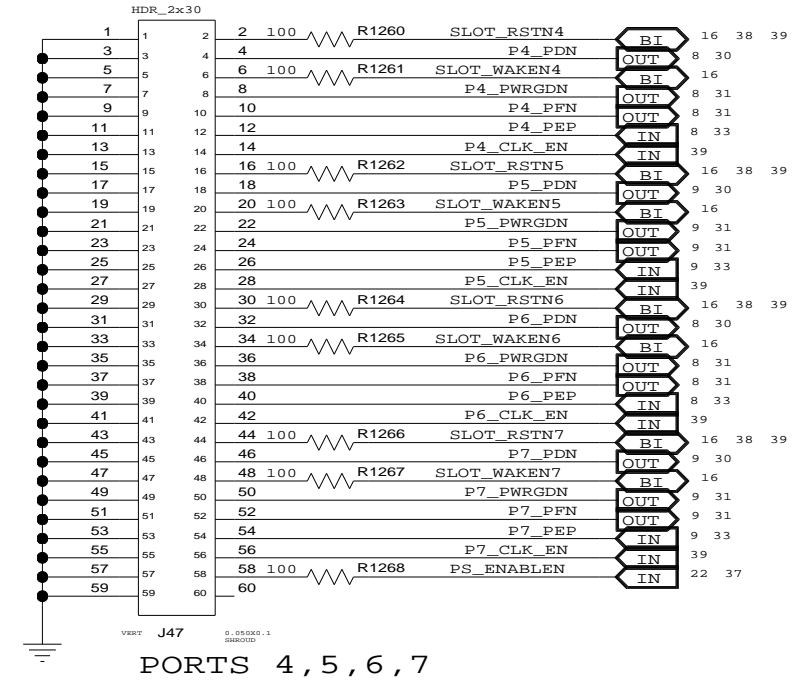 HDR_2x30
1 1 2 2 100 R1260 SLOT_RSTN4 BI 16 38 39
3 3 4 4 P4_PDN OUT 8 30
5 5 6 6 100 R1261 SLOT_WAKEN4 BI 16
7 7 8 8 P4_PWRGDN OUT 8 31
9 9 10 10 P4_PFN OUT 8 31
11 11 12 12 P4_PEP IN 8 33
13 13 14 14 P4_CLK_EN IN 39
15 15 16 16 100 R1262 SLOT_RSTN5 BI 16 38 39
17 17 18 18 P5_PDN OUT 9 30
19 19 20 20 100 R1263 SLOT_WAKEN5 BI 16
21 21 22 22 P5_PWRGDN OUT 9 31
23 23 24 24 P5_PFN OUT 9 31
25 25 26 26 P5_PEP IN 9 33
27 27 28 28 P5_CLK_EN IN 39
29 29 30 30 100 R1264 SLOT_RSTN6 BI 16 38 39
31 31 32 32 P6_PDN OUT 8 30
33 33 34 34 100 R1265 SLOT_WAKEN6 BI 16
35 35 36 36 P6_PWRGDN OUT 8 31
37 37 38 38 P6_PFN OUT 8 31
39 39 40 40 P6_PEP IN 8 33
41 41 42 42 P6_CLK_EN IN 39
43 43 44 44 100 R1266 SLOT_RSTN7 BI 16 38 39
45 45 46 46 P7_PDN OUT 9 30
47 47 48 48 100 R1267 SLOT_WAKEN7 BI 16
49 49 50 50 P7_PWRGDN OUT 9 31
51 51 52 52 P7_PFN OUT 9 31
53 53 54 54 P7_PEP IN 9 33
55 55 56 56 P7_CLK_EN IN 39
57 57 58 58 100 R1268 PS_ENABLEN IN 22 37
59 59 60 60
VERT J47 0.050X0.1
SHROUD
PORTS 4,5,6,7